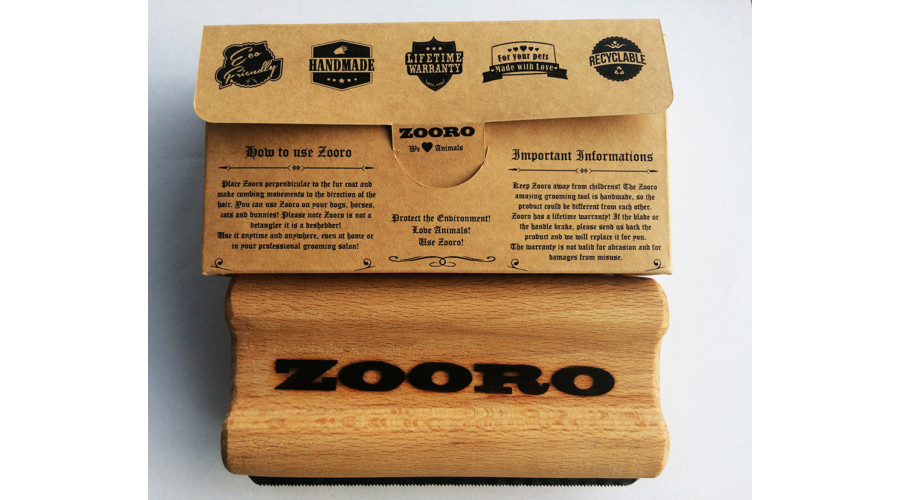 Eco
Friendly
HANDMADE
LIFETIME
WARRANTY
For your pets
Made with Love
RECYCLABLE
ZOORO
We Animals
How to use Zooro
Place Zooro perpendicular to the fur coat and
make combing movements to the direction of the
hair. You can use Zooro on your dogs, horses,
cats and bunnies! Please note Zooro is not a
detangler it is a deshedder!
Use it anytime and anywhere, even at home or
in your professional grooming salon!
Protect the Environment!
Love Animals!
Use Zooro!
Important Informations
Keep Zooro away from childrens! The Zooro
amazing grooming tool is handmade, so the
product could be different from each other.
Zooro has a lifetime warranty! If the blade or
the handle brake, please send us back the
product and we will replace it for you.
The warranty is not valid for abrasion and for
damages from misuse.
ZOORO